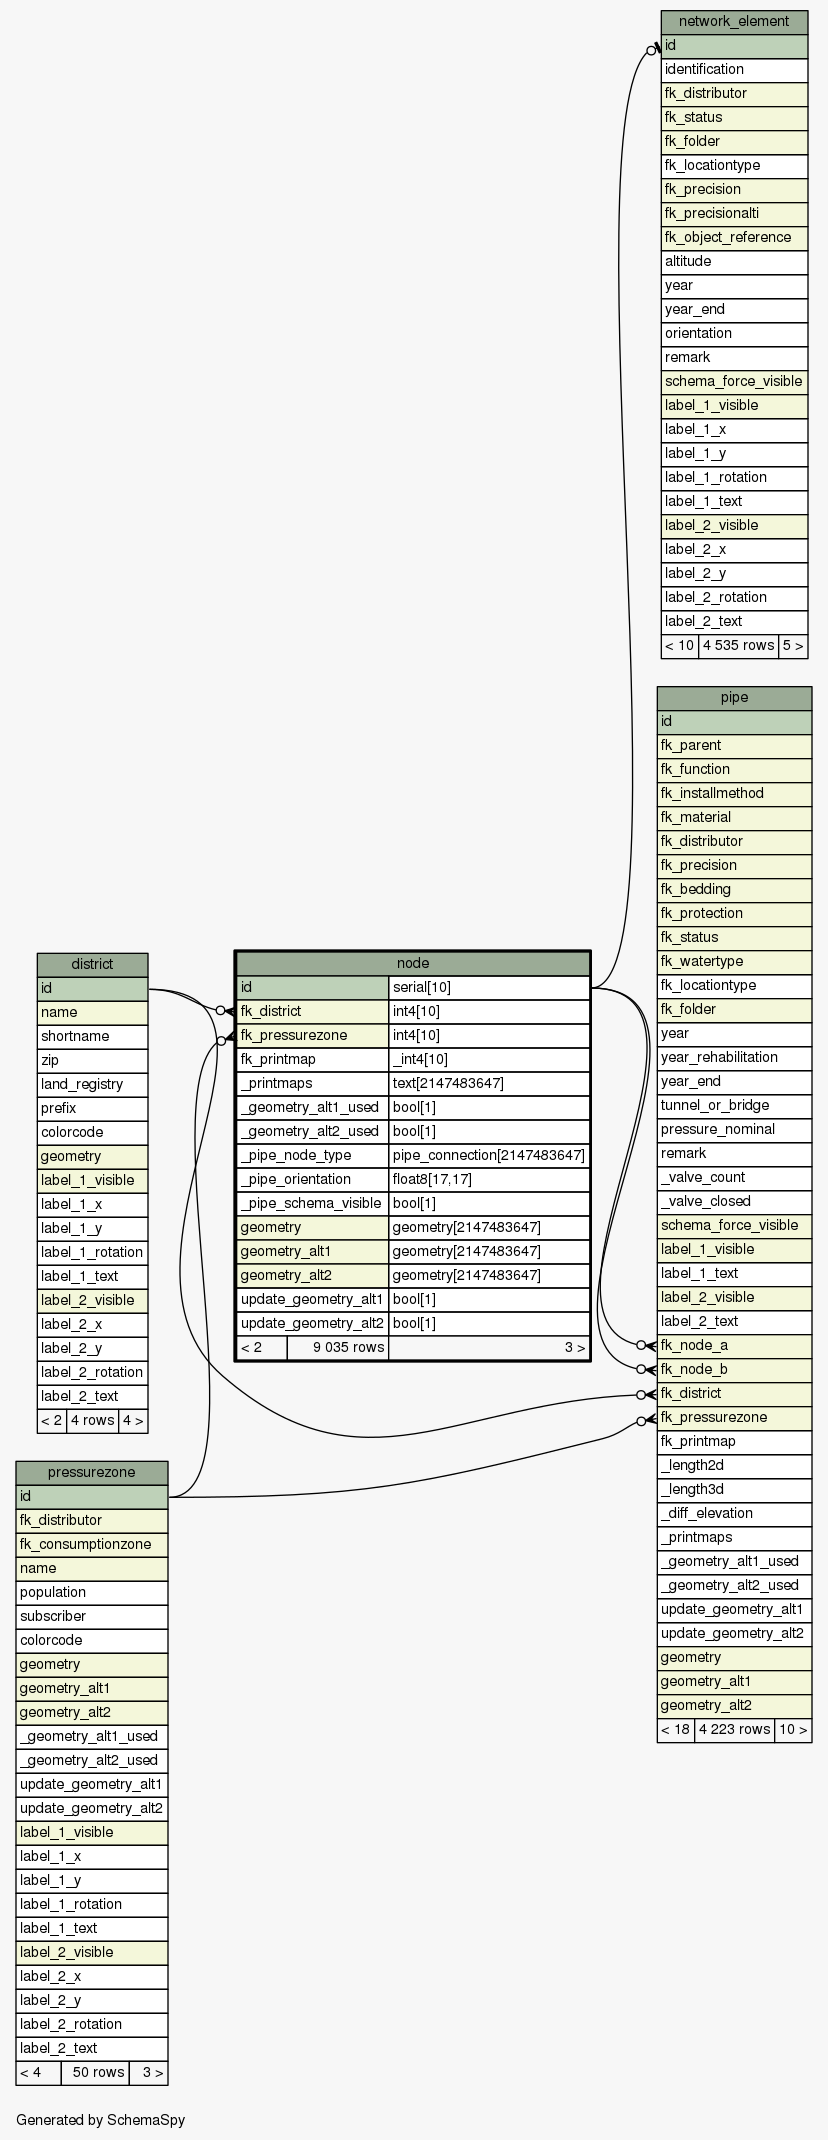 network_element
id
identification
fk_distributor
fk_status
fk_folder
fk_locationtype
fk_precision
fk_precisionalti
fk_object_reference
altitude
year
year_end
orientation
remark
schema_force_visible
label_1_visible
label_1_x
label_1_y
label_1_rotation
label_1_text
label_2_visible
label_2_x
label_2_y
label_2_rotation
label_2_text
< 10 4 535 rows 5 >
pipe
id
fk_parent
fk_function
fk_installmethod
fk_material
fk_distributor
fk_precision
fk_bedding
fk_protection
fk_status
fk_watertype
fk_locationtype
fk_folder
year
year_rehabilitation
year_end
tunnel_or_bridge
pressure_nominal
remark
_valve_count
_valve_closed
schema_force_visible
label_1_visible
label_1_text
label_2_visible
label_2_text
fk_node_a
fk_node_b
fk_district
fk_pressurezone
fk_printmap
_length2d
_length3d
_diff_elevation
_printmaps
_geometry_alt1_used
_geometry_alt2_used
update_geometry_alt1
update_geometry_alt2
geometry
geometry_alt1
geometry_alt2
< 18 4 223 rows 10 >
node
id serial[10]
fk_district int4[10]
fk_pressurezone int4[10]
fk_printmap _int4[10]
_printmaps text[2147483647]
_geometry_alt1_used bool[1]
_geometry_alt2_used bool[1]
_pipe_node_type pipe_connection[2147483647]
_pipe_orientation float8[17,17]
_pipe_schema_visible bool[1]
geometry geometry[2147483647]
geometry_alt1 geometry[2147483647]
geometry_alt2 geometry[2147483647]
update_geometry_alt1 bool[1]
update_geometry_alt2 bool[1]
< 2 9 035 rows 3 >
district
id
name
shortname
zip
land_registry
prefix
colorcode
geometry
label_1_visible
label_1_x
label_1_y
label_1_rotation
label_1_text
label_2_visible
label_2_x
label_2_y
label_2_rotation
label_2_text
< 2 4 rows 4 >
pressurezone
id
fk_distributor
fk_consumptionzone
name
population
subscriber
colorcode
geometry
geometry_alt1
geometry_alt2
_geometry_alt1_used
_geometry_alt2_used
update_geometry_alt1
update_geometry_alt2
label_1_visible
label_1_x
label_1_y
label_1_rotation
label_1_text
label_2_visible
label_2_x
label_2_y
label_2_rotation
label_2_text
< 4 50 rows 3 >
Generated by SchemaSpy